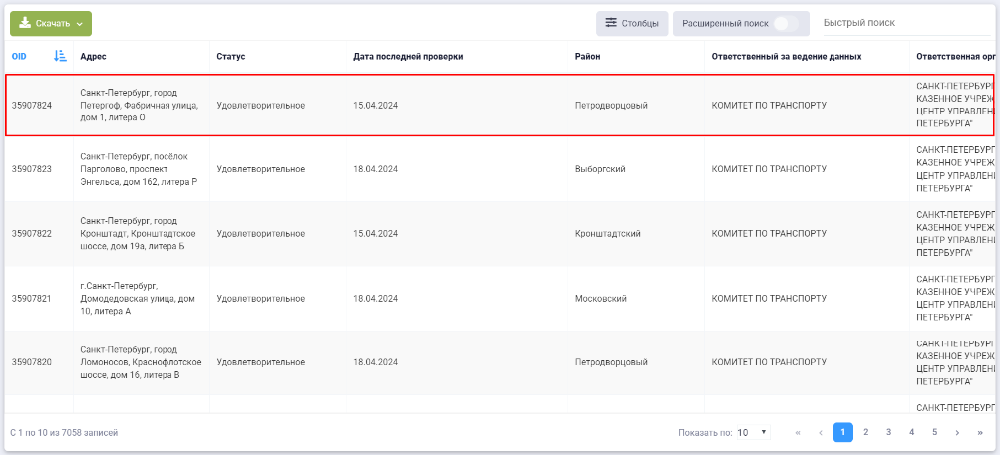 Скачать
Столбцы
Расширенный поиск
Быстрый поиск
OID
Адрес
Статус
Дата последней проверки
Район
Ответственный за ведение данных
Ответственная орг
35907824
Санкт-Петербург, город
Петергоф, Фабричная улица,
дом 1, литера О
Удовлетворительное
15.04.2024
Петродворцовый
КОМИТЕТ ПО ТРАНСПОРТУ
САНКТ-ПЕТЕРБУРГ
КАЗЕННОЕ УЧРЕЖ
ЦЕНТР УПРАВЛЕН
ПЕТЕРБУРГА"
35907823
Санкт-Петербург, посёлок
Парголово, проспект
Энгельса, дом 162, литера Р
Удовлетворительное
18.04.2024
Выборгский
КОМИТЕТ ПО ТРАНСПОРТУ
САНКТ-ПЕТЕРБУРГ
КАЗЕННОЕ УЧРЕЖ
ЦЕНТР УПРАВЛЕН
ПЕТЕРБУРГА"
35907822
Санкт-Петербург, город
Кронштадт, Кронштадтское
шоссе, дом 19а, литера Б
Удовлетворительное
15.04.2024
Кронштадтский
КОМИТЕТ ПО ТРАНСПОРТУ
САНКТ-ПЕТЕРБУРГ
КАЗЕННОЕ УЧРЕЖ
ЦЕНТР УПРАВЛЕН
ПЕТЕРБУРГА"
35907821
г.Санкт-Петербург,
Домодедовская улица, дом
10, литера А
Удовлетворительное
18.04.2024
Московский
КОМИТЕТ ПО ТРАНСПОРТУ
САНКТ-ПЕТЕРБУРГ
КАЗЕННОЕ УЧРЕЖ
ЦЕНТР УПРАВЛЕН
ПЕТЕРБУРГА"
35907820
Санкт-Петербург, город
Ломоносов, Краснофлотское
шоссе, дом 16, литера В
Удовлетворительное
18.04.2024
Петродворцовый
КОМИТЕТ ПО ТРАНСПОРТУ
САНКТ-ПЕТЕРБУРГ
КАЗЕННОЕ УЧРЕЖ
ЦЕНТР УПРАВЛЕН
ПЕТЕРБУРГА"
САНКТ-ПЕТЕРБУРГ
С 1 по 10 из 7058 записей
Показать по: 10
« ‹ 1 2 3 4 5 › »